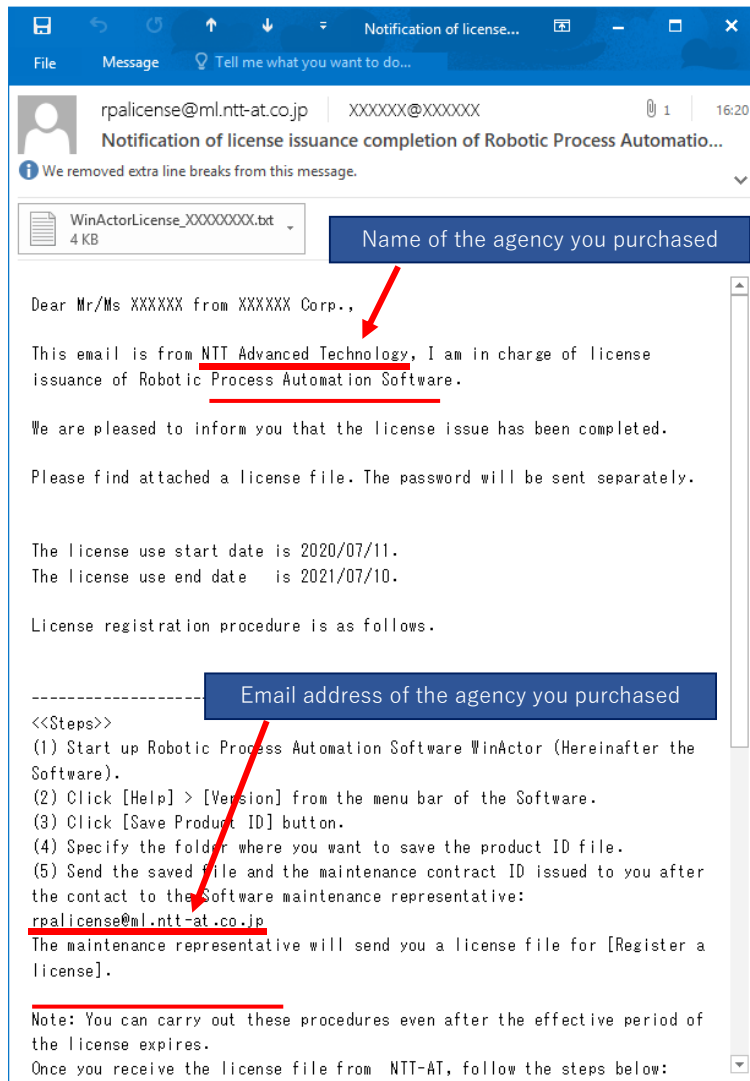 Notification of license...
File Message Tell me what you want to do...
rpalicense@ml.ntt-at.co.jp XXXXXX@XXXXXX 1 16:20
Notification of license issuance completion of Robotic Process Automatio...
We removed extra line breaks from this message.
WinActorLicense_XXXXXXXX.txt
4 KB
Name of the agency you purchased
Dear Mr/Ms XXXXXX from XXXXXX Corp.,
This email is from NTT Advanced Technology, I am in charge of license
issuance of Robotic Process Automation Software.
We are pleased to inform you that the license issue has been completed.
Please find attached a license file. The password will be sent separately.
The license use start date is 2020/07/11.
The license use end date is 2021/07/10.
License registration procedure is as follows.
--------------------
Email address of the agency you purchased
<<Steps>>
(1) Start up Robotic Process Automation Software WinActor (Hereinafter the
Software).
(2) Click [Help] > [Version] from the menu bar of the Software.
(3) Click [Save Product ID] button.
(4) Specify the folder where you want to save the product ID file.
(5) Send the saved file and the maintenance contract ID issued to you after
the contact to the Software maintenance representative:
rpalicense@ml.ntt-at.co.jp
The maintenance representative will send you a license file for [Register a
license].
Note: You can carry out these procedures even after the effective period of
the license expires.
Once you receive the license file from NTT-AT, follow the steps below: